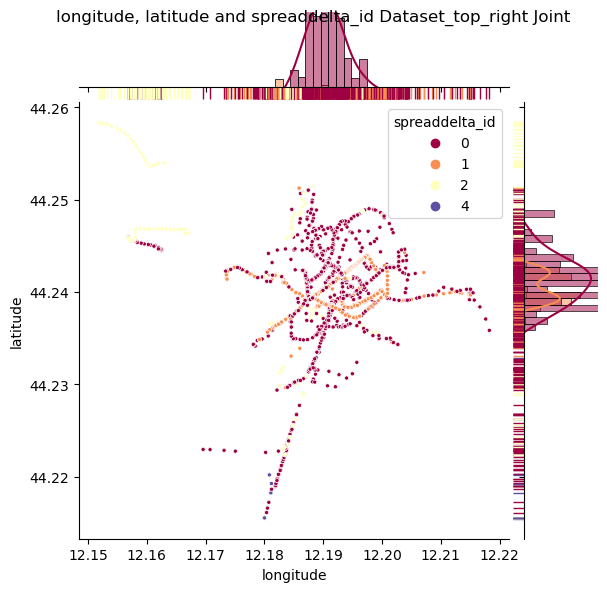 longitude, latitude and spreaddelta_id Dataset_top_right Joint
44.26
44.25
44.24
44.23
44.22
latitude
spreaddelta_id
0
1
2
4
12.15 12.16 12.17 12.18 12.19 12.20 12.21 12.22
longitude